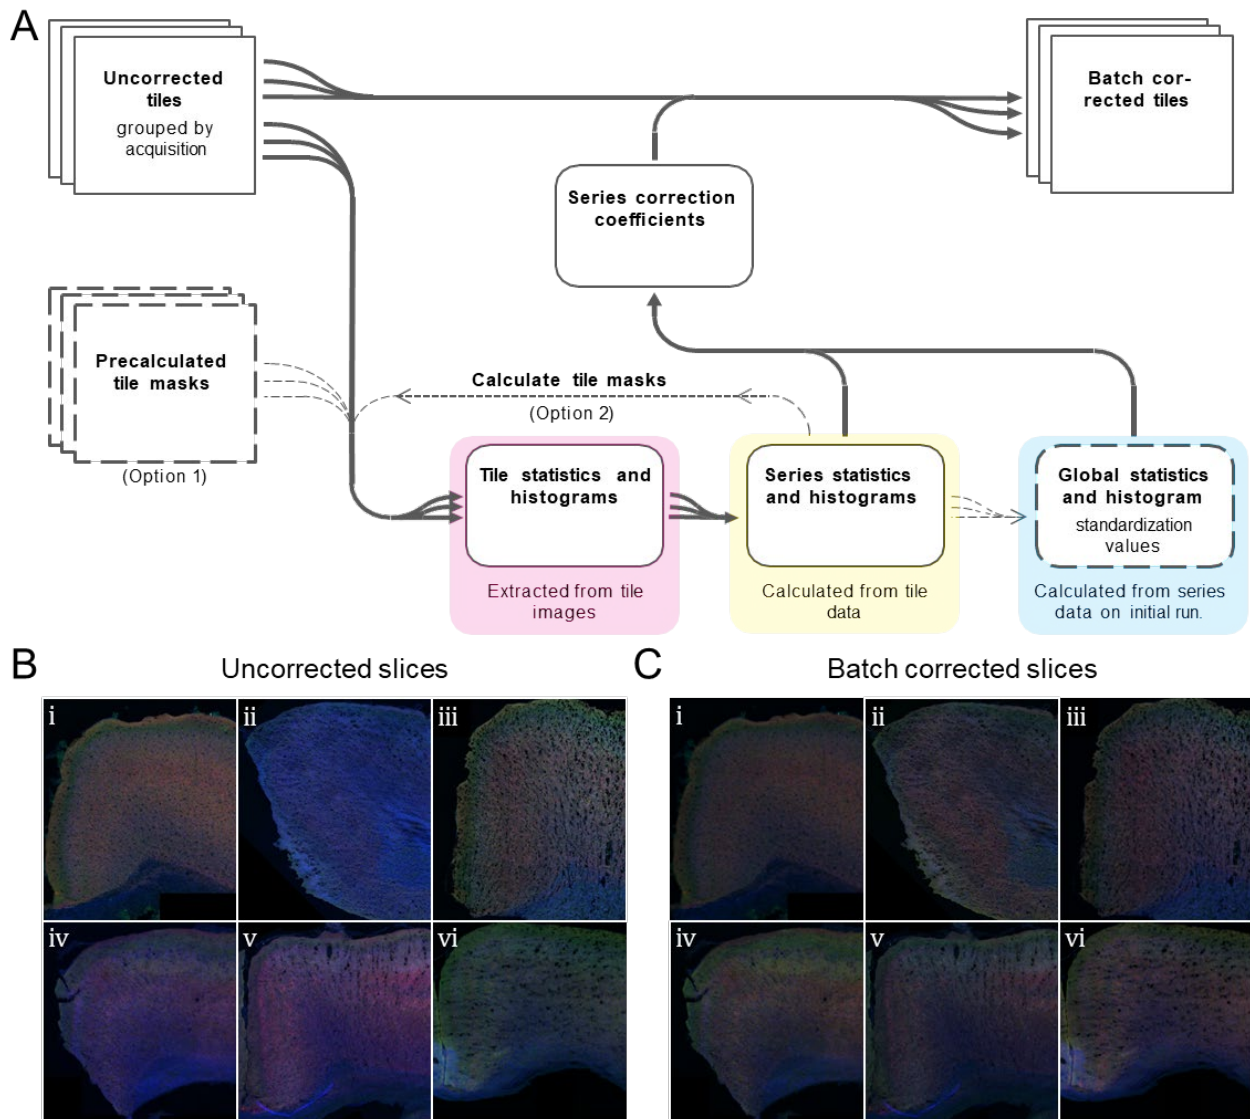 A
Uncorrected
tiles
grouped by
acquisition
Batch cor-
rected tiles
Series correction
coefficients
Precalculated
tile masks
(Option 1)
Calculate tile masks
(Option 2)
Tile statistics and
histograms
Extracted from tile
images
Series statistics
and histograms
Calculated from tile
data
Global statistics
and histogram
standardization
values
Calculated from series
data on initial run.
B
Uncorrected slices
i
ii
iii
iv
v
vi
C
Batch corrected slices
i
ii
iii
iv
v
vi